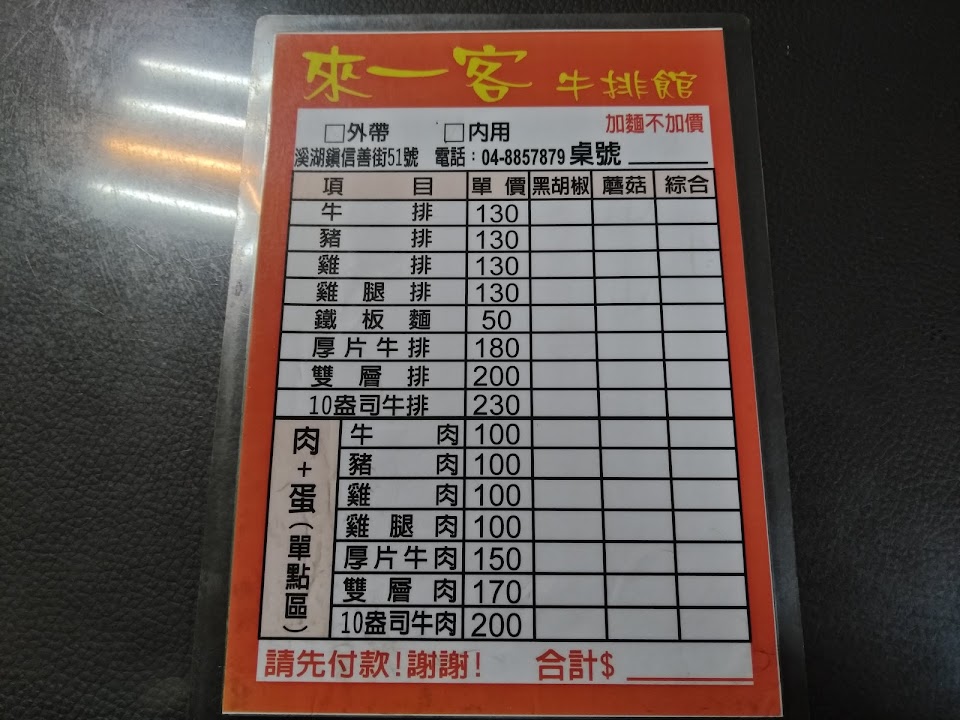 來一客 牛排館
□外帶 □內用 加麵不加價
溪湖鎮信善街51號 電話：04-8857879 桌號
項目 單價 黑胡椒 蘑菇 綜合
牛排 130
豬排 130
雞排 130
雞腿排 130
鐵板麵 50
厚片牛排 180
雙層排 200
10盎司牛排 230
肉+蛋(單點區)
牛肉 100
豬肉 100
雞肉 100
雞腿肉 100
厚片牛肉 150
雙層肉 170
10盎司牛肉 200
請先付款!謝謝! 合計$